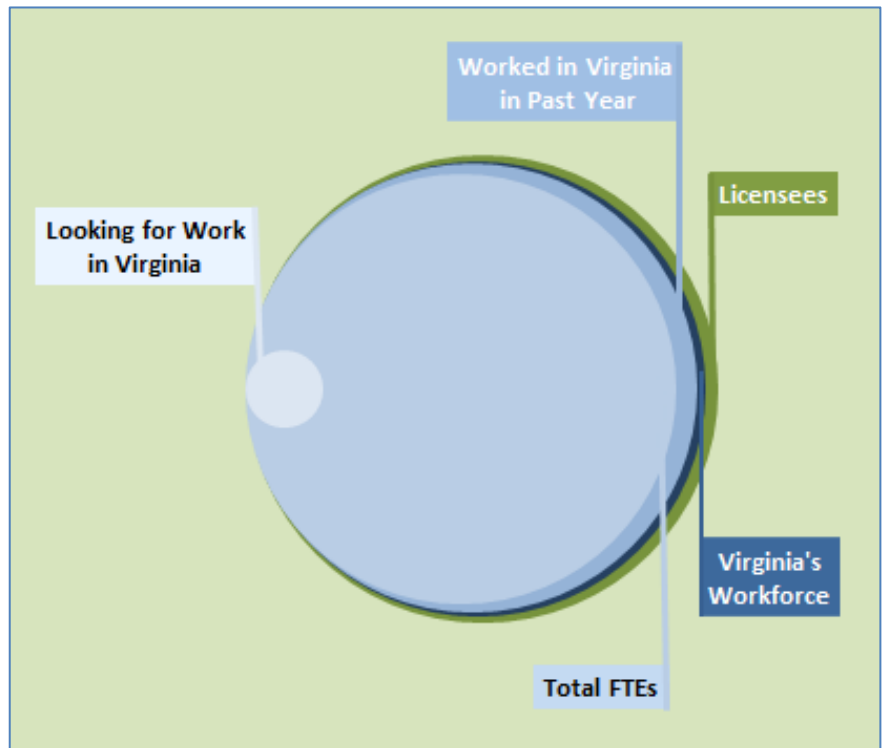 Worked in Virginia
in Past Year
Licensees
Looking for Work
in Virginia
Virginia's
Workforce
Total FTEs